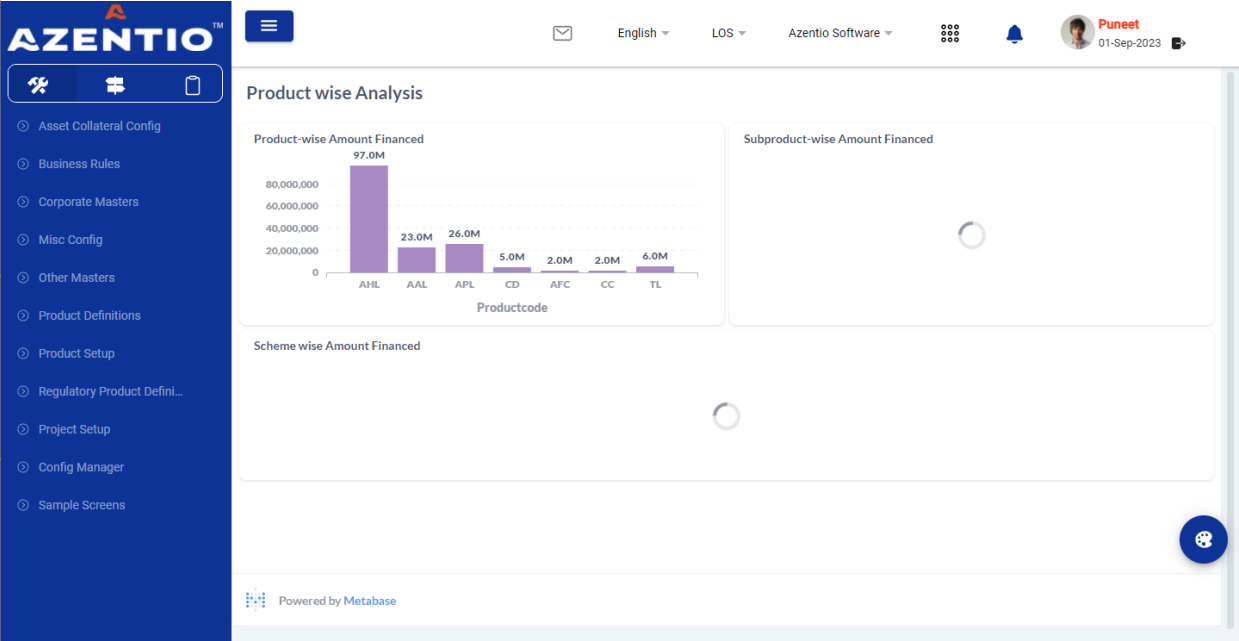 AZENTIO™
English
LOS
Azentio Software
Puneet
01-Sep-2023
Asset Collateral Config
Business Rules
Corporate Masters
Misc Config
Other Masters
Product Definitions
Product Setup
Regulatory Product Defini...
Project Setup
Config Manager
Sample Screens
Product wise Analysis
Product-wise Amount Financed
97.0M
80,000,000
60,000,000
40,000,000
20,000,000
0
23.0M
26.0M
5.0M
2.0M
2.0M
6.0M
AHL AAL APL CD AFC CC TL
Productcode
Subproduct-wise Amount Financed
Scheme wise Amount Financed
Powered by Metabase